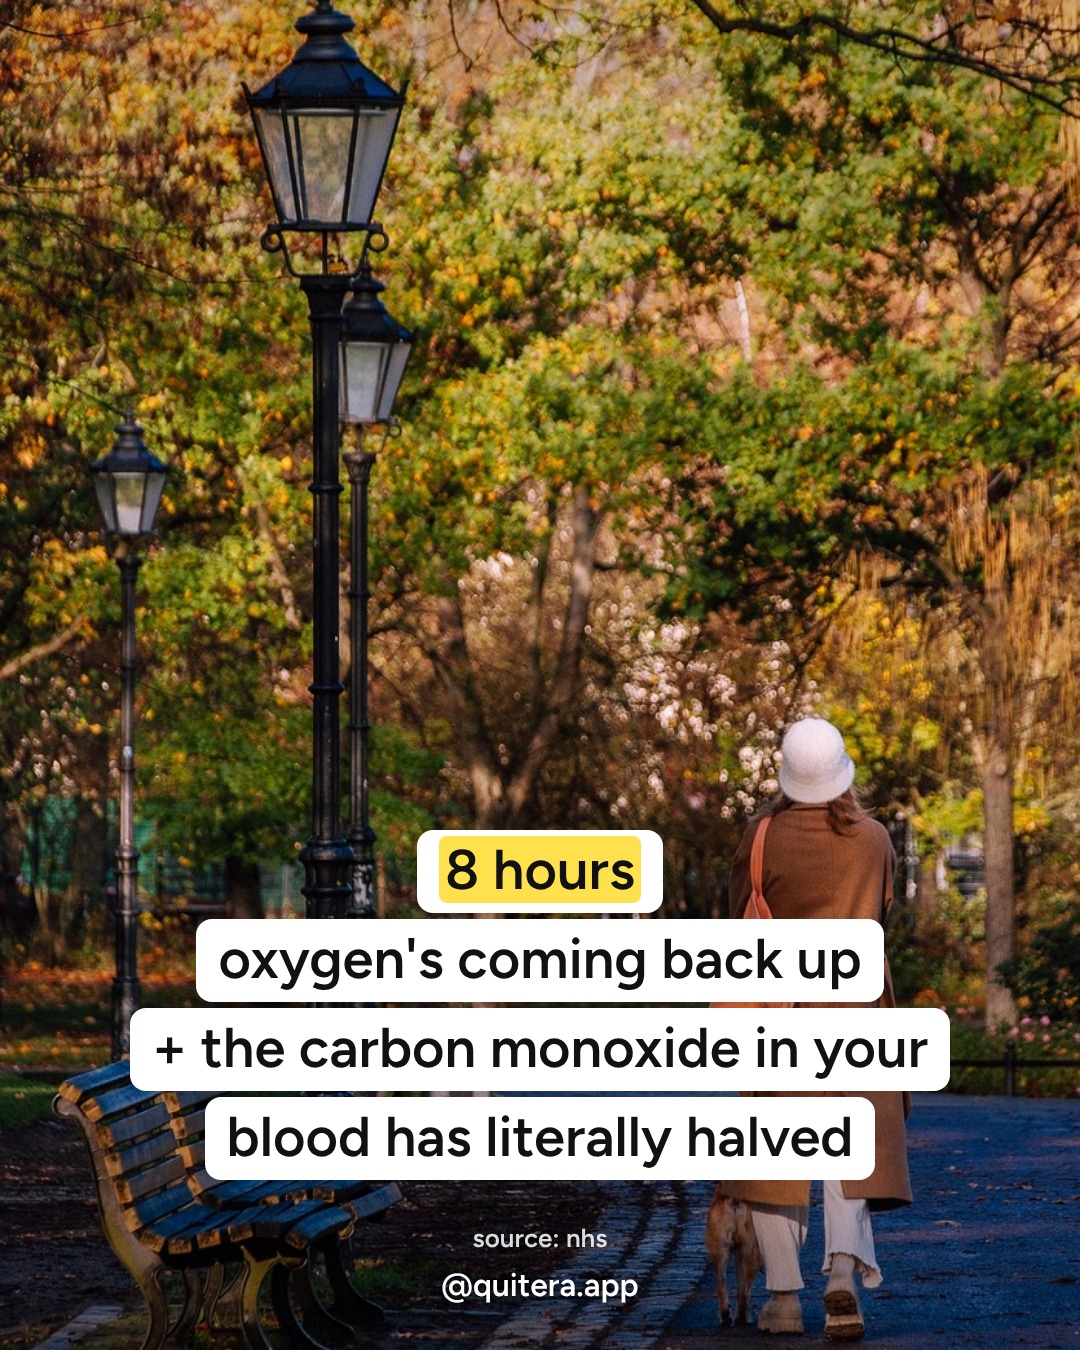 8 hours
oxygen's coming back up
+ the carbon monoxide in your
blood has literally halved
source: nhs
@quitera.app